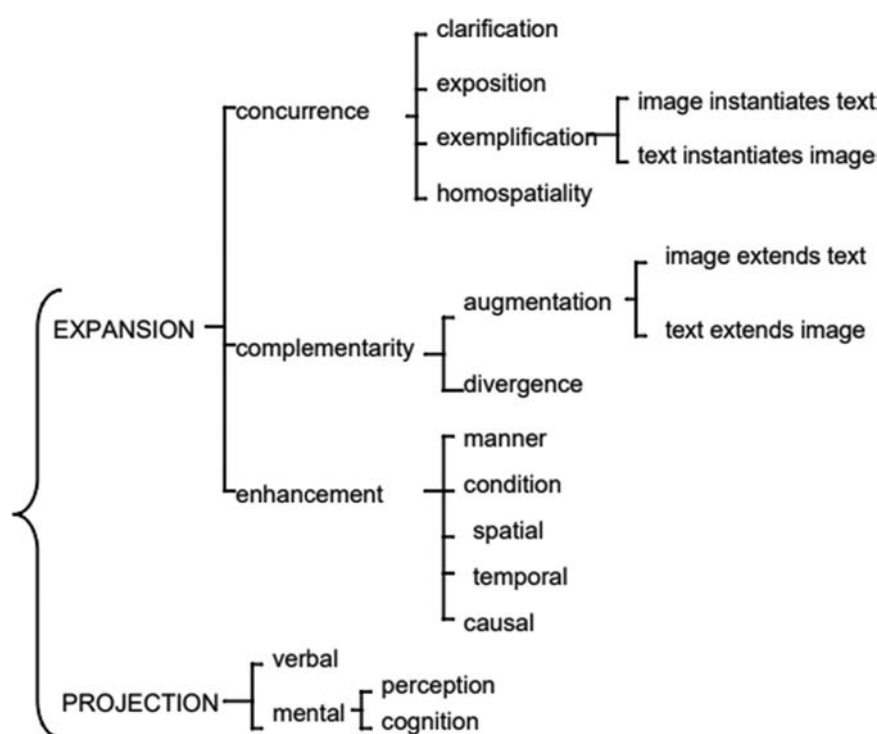 clarification
exposition
concurrence
image instantiates text
exemplification
text instantiates image
homospatiality
image extends text
augmentation
EXPANSION
text extends image
complementarity
divergence
manner
condition
enhancement
spatial
temporal
causal
verbal
perception
PROJECTION
mental
cognition